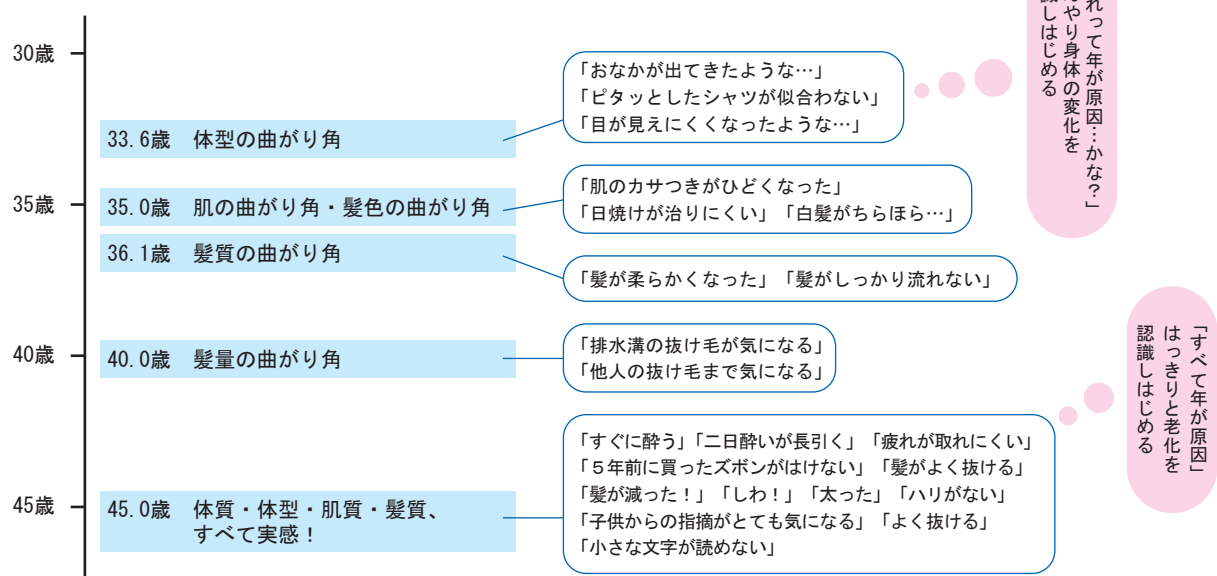 30歳
「おなかが出てきたような…」
「ピタッとしたシャツが似合わない」
「目が見えにくくなったような…」
33.6歳 体型の曲がり角
れって年が原因…かな?」
やり身体の変化を
識しはじめる
35歳
35.0歳 肌の曲がり角・髪色の曲がり角
「肌のカサつきがひどくなった」
「日焼けが治りにくい」「白髪がちらほら…」
36.1歳 髪質の曲がり角
「髪が柔らかくなった」「髪がしっかり流れない」
40歳
40.0歳 髪量の曲がり角
「排水溝の抜け毛が気になる」
「他人の抜け毛まで気になる」
「すべて年が原因」
はっきりと老化を
認識しはじめる
45歳
45.0歳 体質・体型・肌質・髪質、
すべて実感!
「すぐに酔う」「二日酔いが長引く」「疲れが取れにくい」
「5年前に買ったズボンがはけない」「髪がよく抜ける」
「髪が減った!」「しわ!」「太った」「ハリがない」
「子供からの指摘がとても気になる」「よく抜ける」
「小さな文字が読めない」